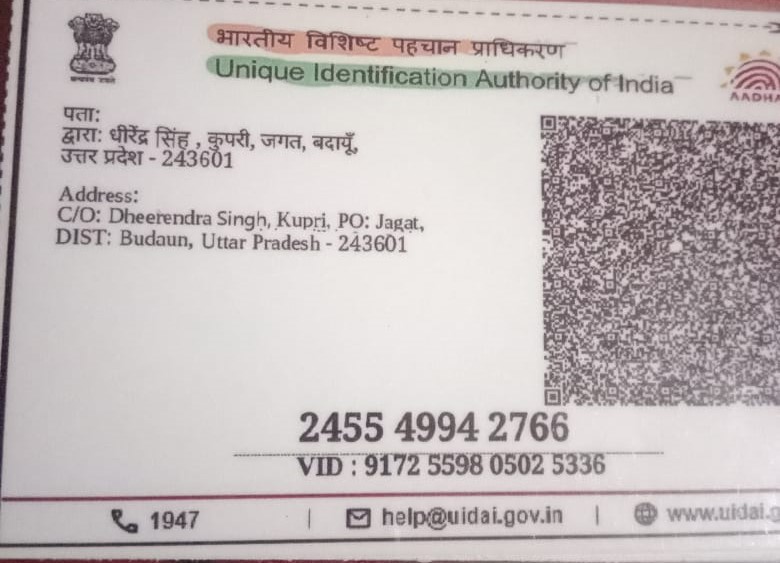 भारतीय विशिष्ट पहचान प्राधिकरण
Unique Identification Authority of India
AADHA
पता:
द्वारा: धीरेंद्र सिंह , कुपरी, जगत, बदायूँ,
उत्तर प्रदेश - 243601
Address:
C/O: Dheerendra Singh, Kupri, PO: Jagat,
DIST: Budaun, Uttar Pradesh - 243601
2455 4994 2766
VID : 9172 5598 0502 5336
1947 | help@uidai.gov.in | www.uidai.g